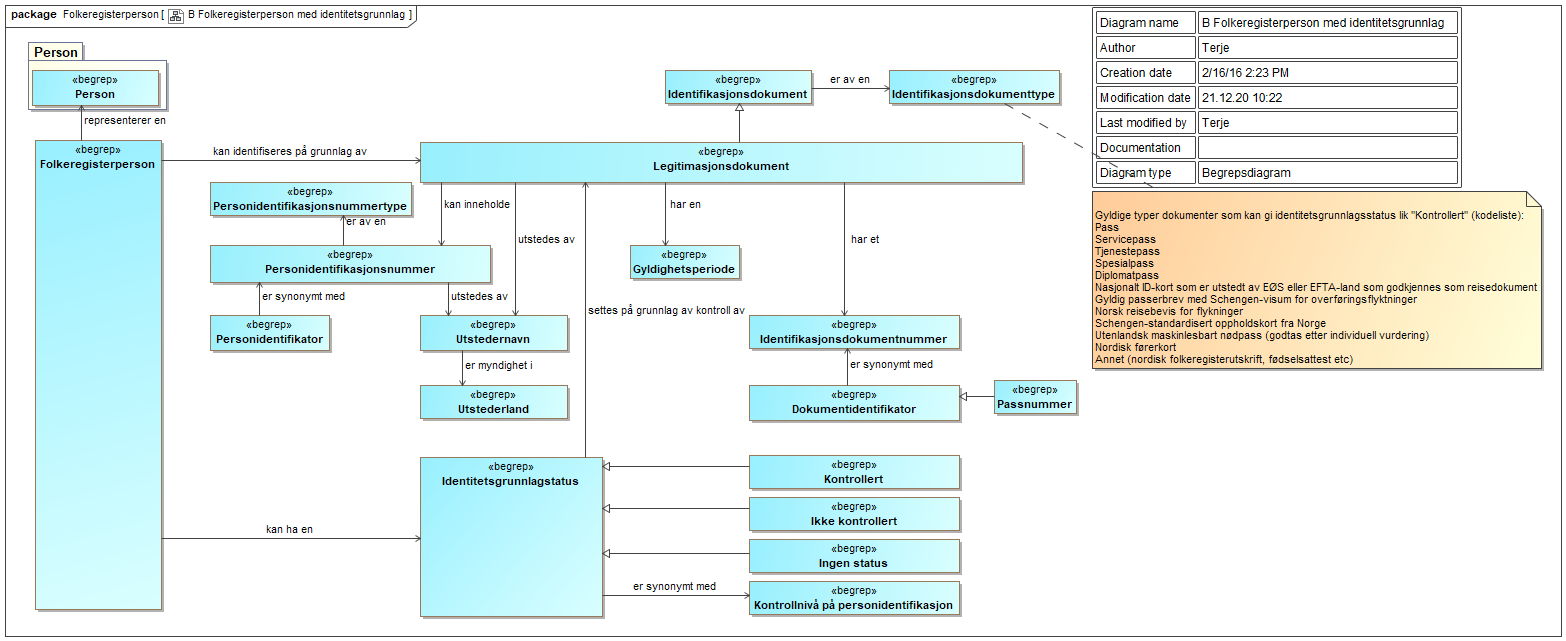 package Folkeregisterperson [ B Folkeregisterperson med identitetsgrunnlag ]
Diagram name B Folkeregisterperson med identitetsgrunnlag
Author Terje
Creation date 2/16/16 2:23 PM
Modification date 21.12.20 10:22
Last modified by Terje
Documentation
Diagram type Begrepsdiagram
Person
«begrep»
Person
representerer en
«begrep»
Folkeregisterperson
kan identifiseres på grunnlag av
«begrep»
Identifikasjonsdokument
er av en
«begrep»
Identifikasjonsdokumenttype
«begrep»
Legitimasjonsdokument
«begrep»
Personidentifikasjonsnummertype
er av en
kan inneholde
«begrep»
Personidentifikasjonsnummer
er synonymt med
utstedes av
utstedes av
«begrep»
Personidentifikator
«begrep»
Utstedernavn
er myndighet i
«begrep»
Utstederland
har en
«begrep»
Gyldighetsperiode
har et
settes på grunnlag av kontroll av
«begrep»
Identifikasjonsdokumentnummer
er synonymt med
«begrep»
Dokumentidentifikator
«begrep»
Passnummer
Gyldige typer dokumenter som kan gi identitetsgrunnlagsstatus lik "Kontrollert" (kodeliste):
Pass
Servicepass
Tjenestepass
Spesialpass
Diplomatpass
Nasjonalt ID-kort som er utstedt av EØS eller EFTA-land som godkjennes som reisedokument
Gyldig passerbrev med Schengen-visum for overføringsflyktninger
Norsk reisebevis for flykninger
Schengen-standardisert oppholdskort fra Norge
Utenlandsk maskinlesbart nødpass (godtas etter individuell vurdering)
Nordisk førerkort
Annet (nordisk folkeregisterutskrift, fødselsattest etc)
kan ha en
«begrep»
Identitetsgrunnlagstatus
«begrep»
Kontrollert
«begrep»
Ikke kontrollert
«begrep»
Ingen status
er synonymt med
«begrep»
Kontrollnivå på personidentifikasjon